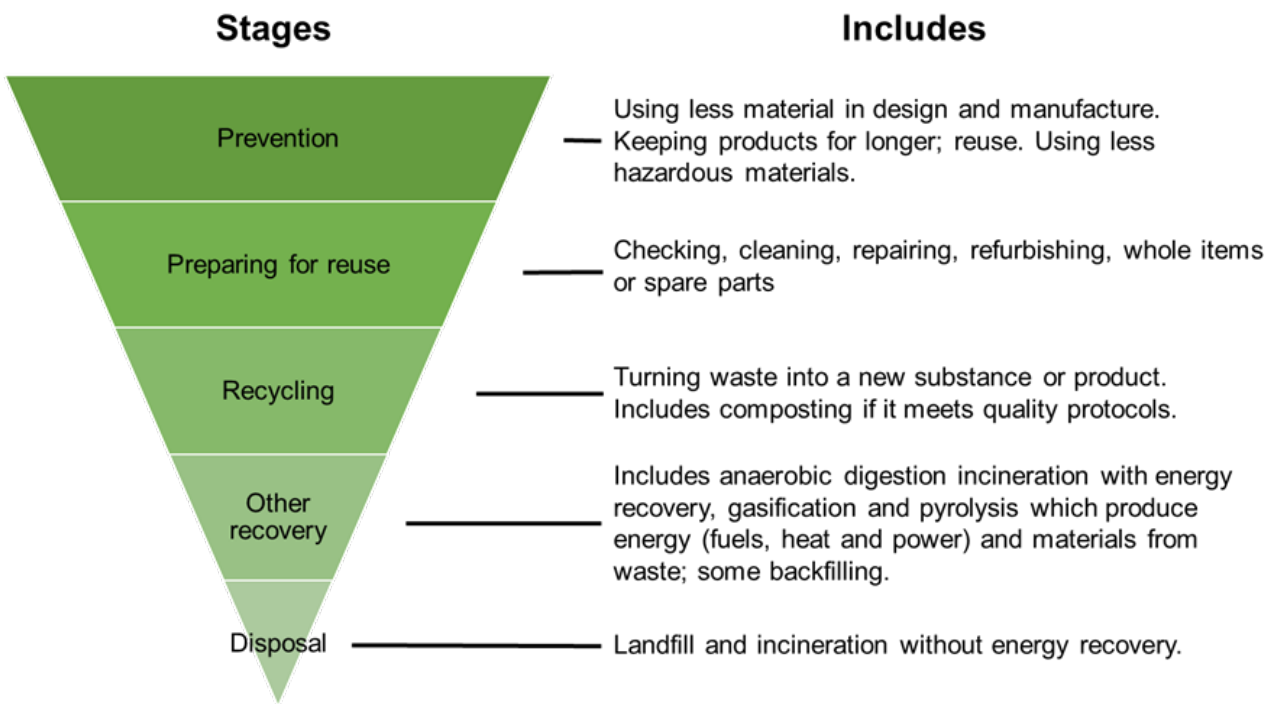 Stages
Includes
Prevention
Using less material in design and manufacture.
Keeping products for longer; reuse. Using less
hazardous materials.
Preparing for reuse
Checking, cleaning, repairing, refurbishing, whole items
or spare parts
Recycling
Turning waste into a new substance or product.
Includes composting if it meets quality protocols.
Other
recovery
Includes anaerobic digestion incineration with energy
recovery, gasification and pyrolysis which produce
energy (fuels, heat and power) and materials from
waste; some backfilling.
Disposal
Landfill and incineration without energy recovery.